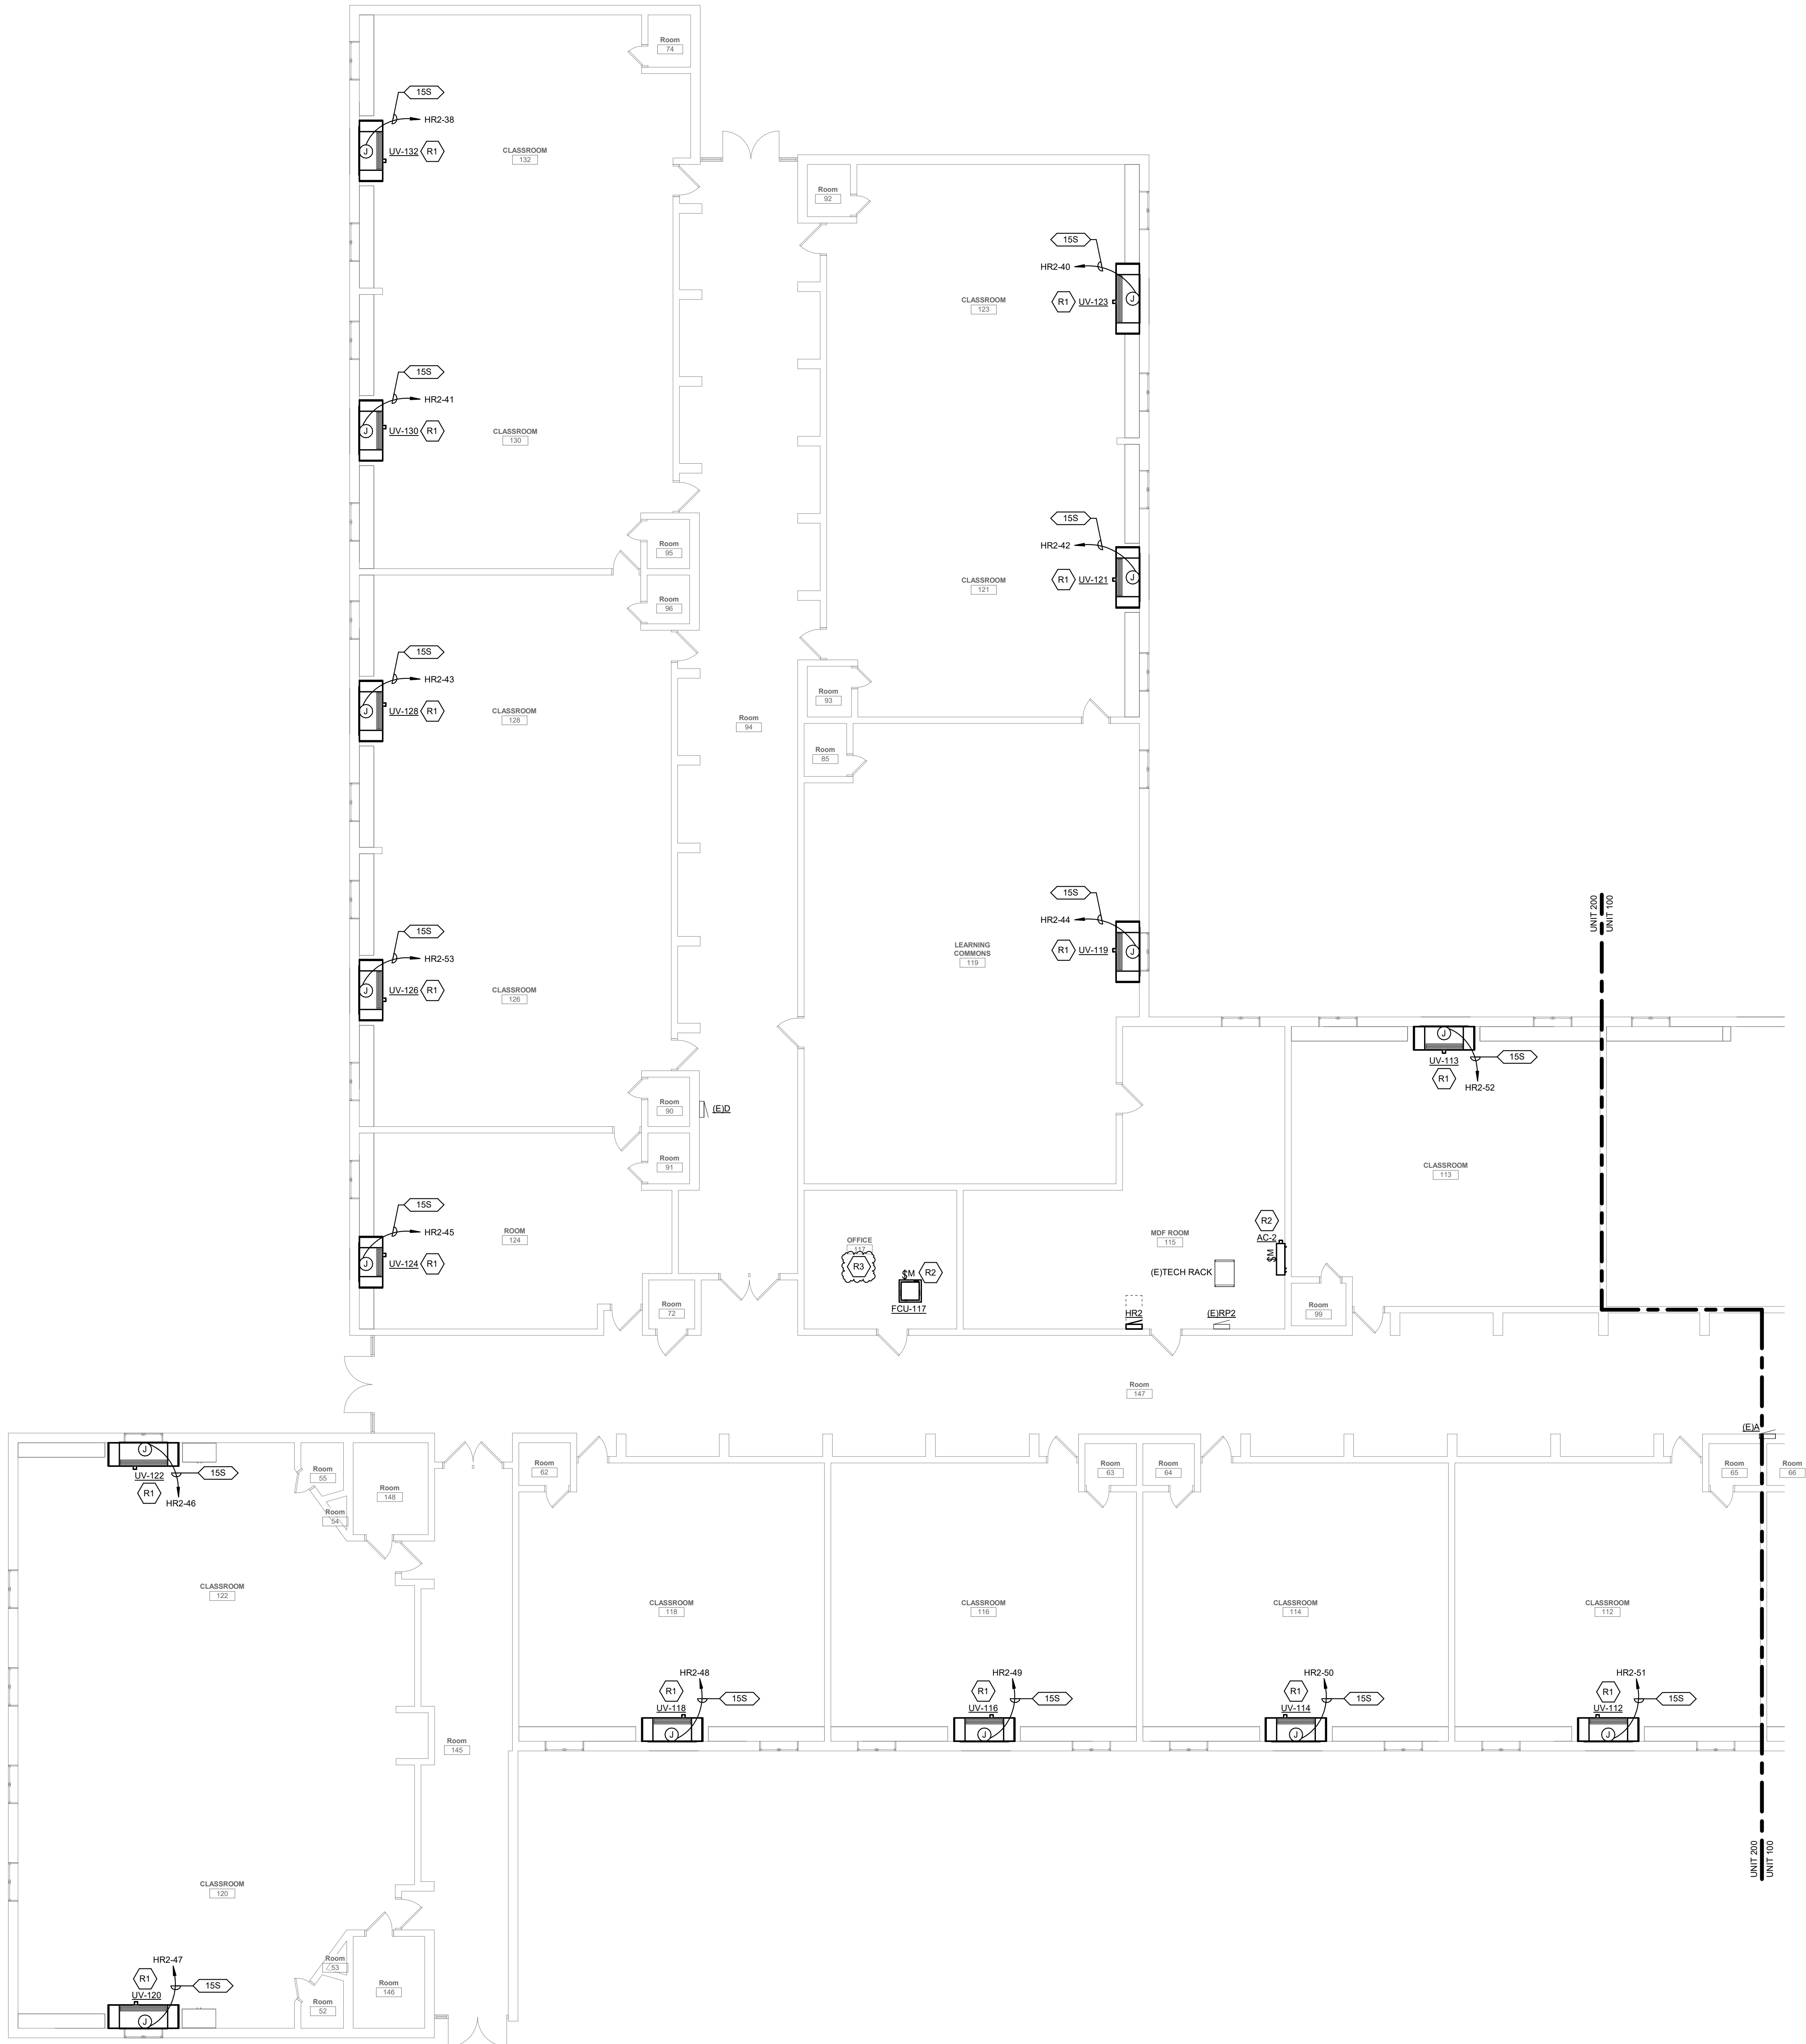 Room
74
15S
HR2-38
UV-132
R1
CLASSROOM
132
Room
92
15S
HR2-40
R1
UV-123
CLASSROOM
123
15S
HR2-41
UV-130
R1
CLASSROOM
130
15S
HR2-42
R1
UV-121
CLASSROOM
121
Room
95
Room
96
15S
HR2-43
UV-128
R1
CLASSROOM
128
Room
94
Room
93
Room
85
15S
HR2-44
R1
UV-119
LEARNING
COMMONS
119
15S
HR2-53
UV-126
R1
CLASSROOM
126
UNIT 200
UNIT 100
UV-113
R1
15S
HR2-52
CLASSROOM
113
Room
90
(E)D
Room
91
15S
HR2-45
UV-124
R1
ROOM
124
OFFICE
117
R3
$M
R2
FCU-117
MDF ROOM
115
R2
AC-2
$M
(E)TECH RACK
HR2
(E)RP2
Room
99
Room
72
Room
147
(E)A
UV-122
R1
15S
HR2-46
Room
55
Room
54
Room
148
Room
62
Room
63
Room
64
Room
65
Room
66
CLASSROOM
122
CLASSROOM
118
CLASSROOM
116
CLASSROOM
114
CLASSROOM
112
HR2-48
R1
UV-118
15S
HR2-49
R1
UV-116
15S
HR2-50
R1
UV-114
15S
HR2-51
R1
UV-112
15S
Room
145
UNIT 200
UNIT 100
CLASSROOM
120
HR2-47
R1
UV-120
15S
Room
53
Room
52
Room
146